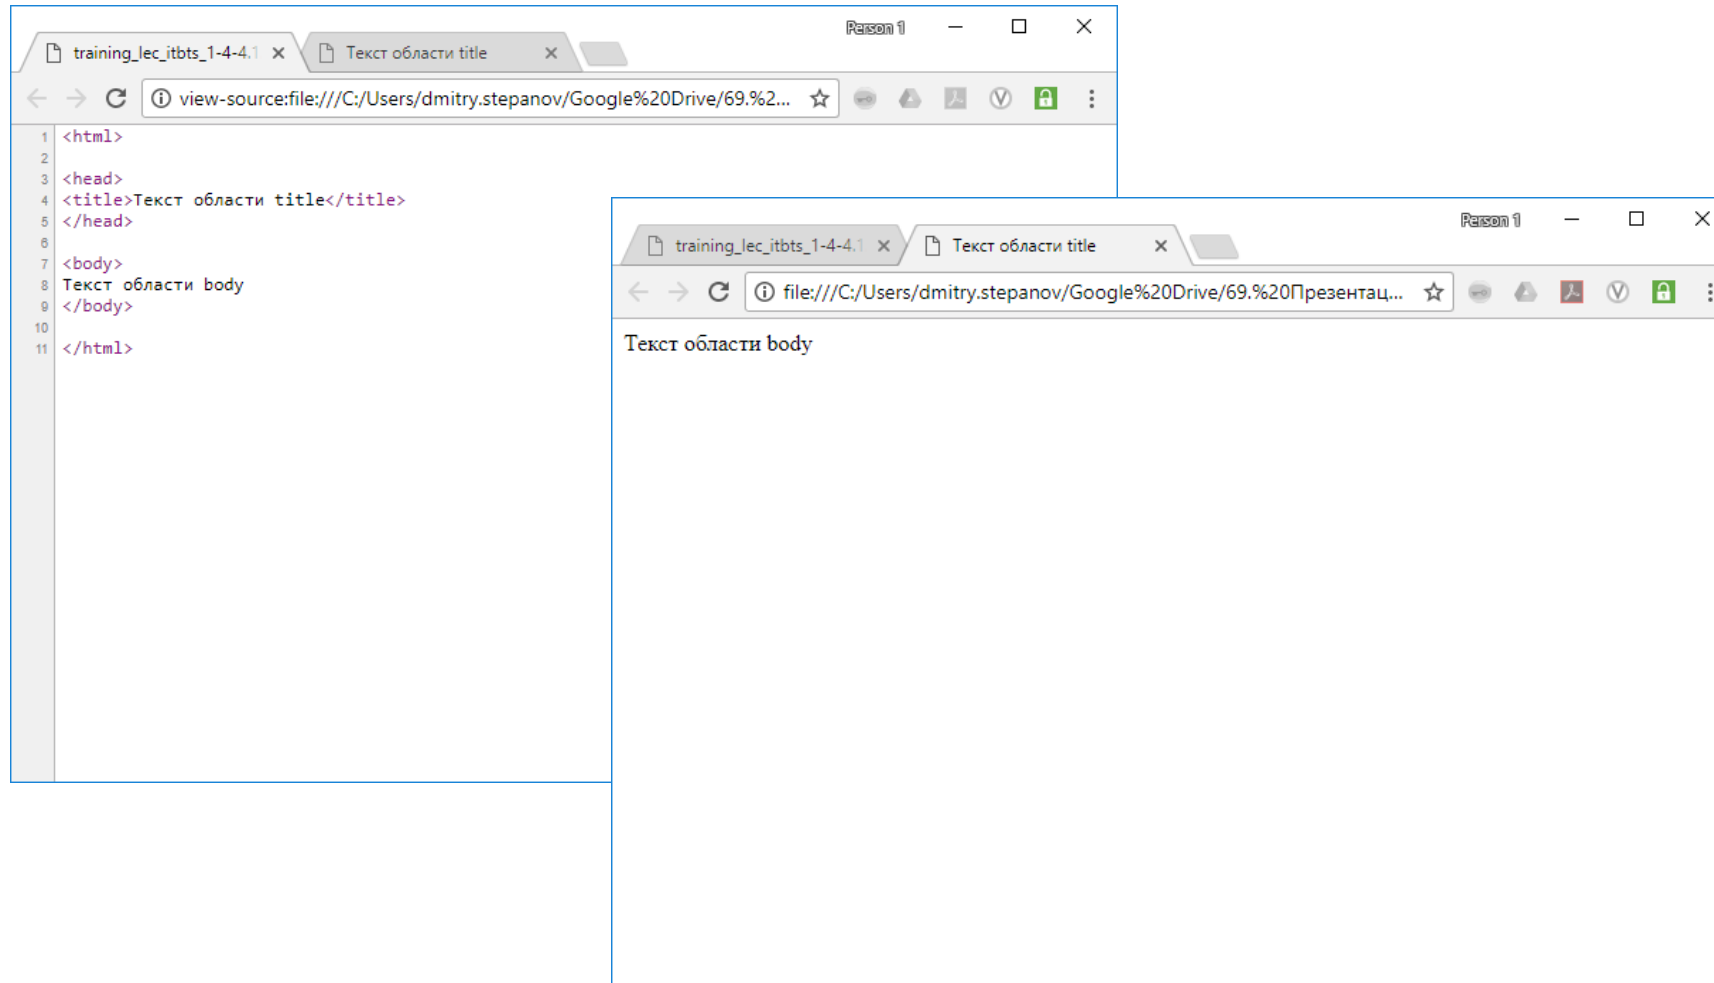 Person 1
training_lec_itbts_1-4-4.1
Текст области title
view-source:file:///C:/Users/dmitry.stepanov/Google%20Drive/69.%2...
1 <html>
2
3 <head>
4 <title>Текст области title</title>
5 </head>
6
7 <body>
8 Текст области body
9 </body>
10
11 </html>
Person 1
training_lec_itbts_1-4-4.1
Текст области title
file:///C:/Users/dmitry.stepanov/Google%20Drive/69.%20Презентац...
Текст области body